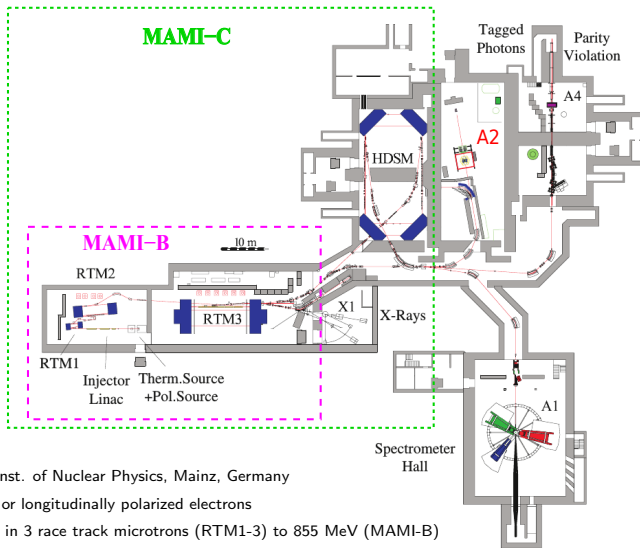 MAMI-C
Tagged
Photons
Parity
Violation
A4
A2
HDSM
MAMI-B
10 m
RTM2
RTM3
X1
X-Rays
RTM1
Injector
Linac
Therm.Source
+Pol.Source
A1
Spectrometer
Hall
nst. of Nuclear Physics, Mainz, Germany
or longitudinally polarized electrons
in 3 race track microtrons (RTM1-3) to 855 MeV (MAMI-B)